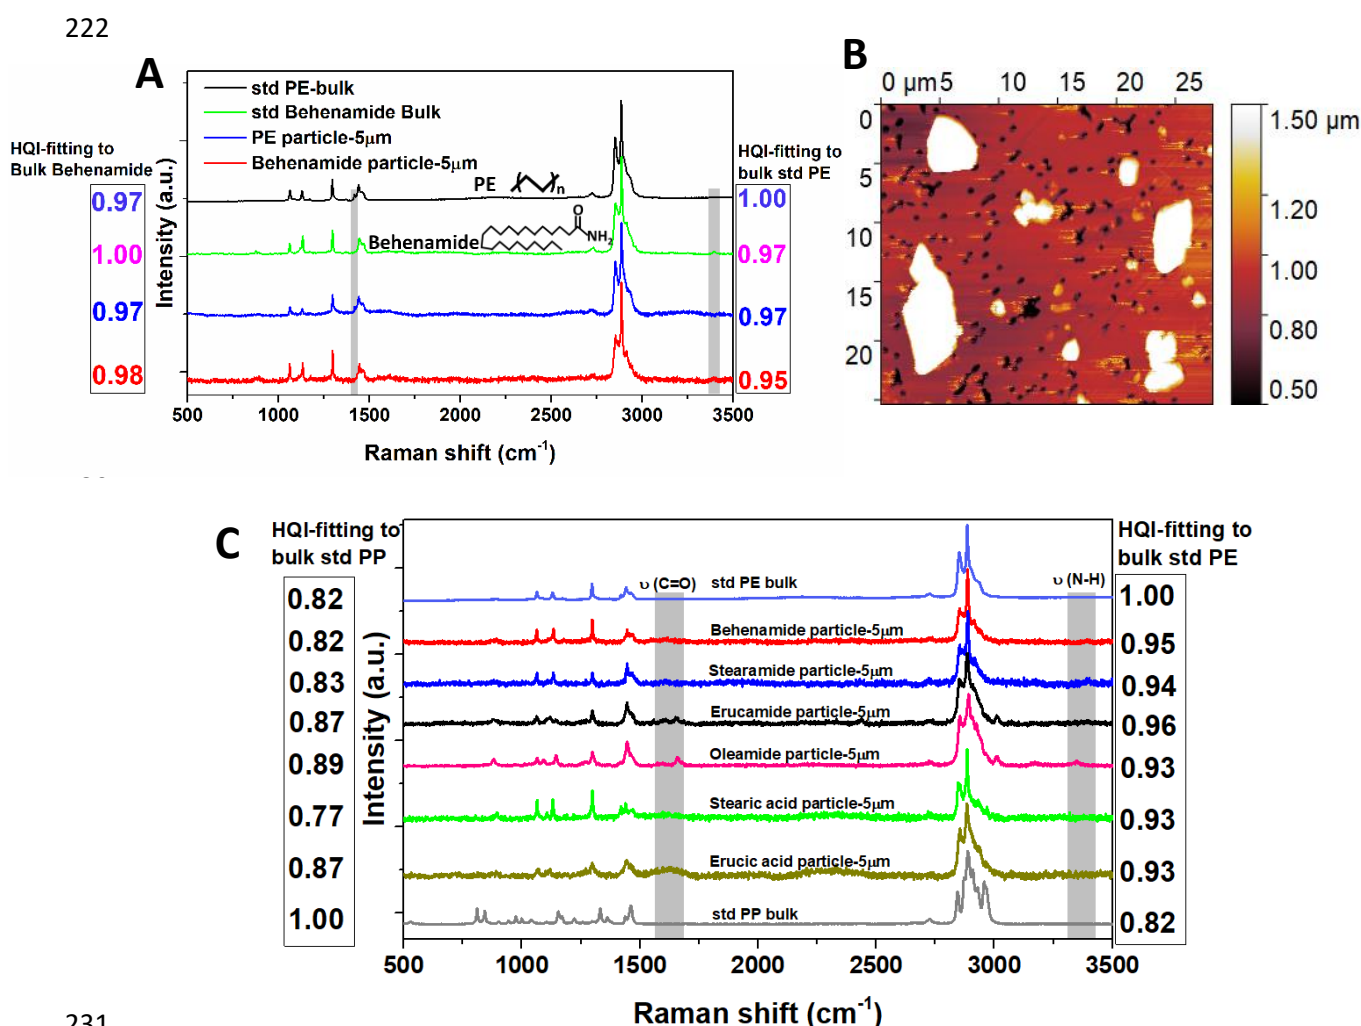 222
A
std PE-bulk
std Behenamide Bulk
PE particle-5μm
Behenamide particle-5μm
HQI-fitting to
Bulk Behenamide
0.97
1.00
0.97
0.98
Intensity (a.u.)
PE
n
Behenamide
O
NH2
HQI-fitting to
bulk std PE
1.00
0.97
0.97
0.95
500 1000 1500 2000 2500 3000 3500
Raman shift (cm-1)
B
0 μm 5 10 15 20 25
0
5
10
15
20
1.50 μm
1.20
1.00
0.80
0.50
C
HQI-fitting to
bulk std PP
0.82
0.82
0.83
0.87
0.89
0.77
0.87
1.00
Intensity (a.u.)
υ (C=O)
υ (N-H)
std PE bulk
Behenamide particle-5μm
Stearamide particle-5μm
Erucamide particle-5μm
Oleamide particle-5μm
Stearic acid particle-5μm
Erucic acid particle-5μm
std PP bulk
HQI-fitting to
bulk std PE
1.00
0.95
0.94
0.96
0.93
0.93
0.93
0.82
500 1000 1500 2000 2500 3000 3500
Raman shift (cm-1)
231